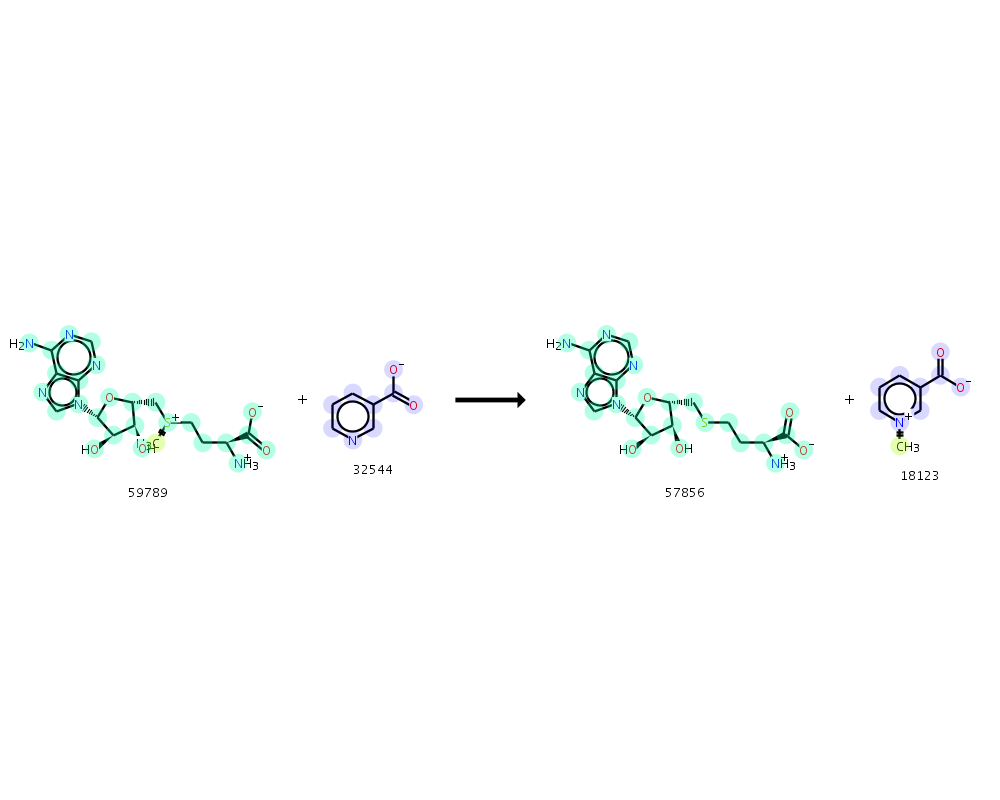 H₂N N N N N O S⁺ H₃C HO OH O⁻ O NH₃⁺
59789
+
O⁻ O N
32544
H₂N N N N N O S HO OH O O⁻ NH₃⁺
57856
+
O O⁻ N⁺ CH₃
18123